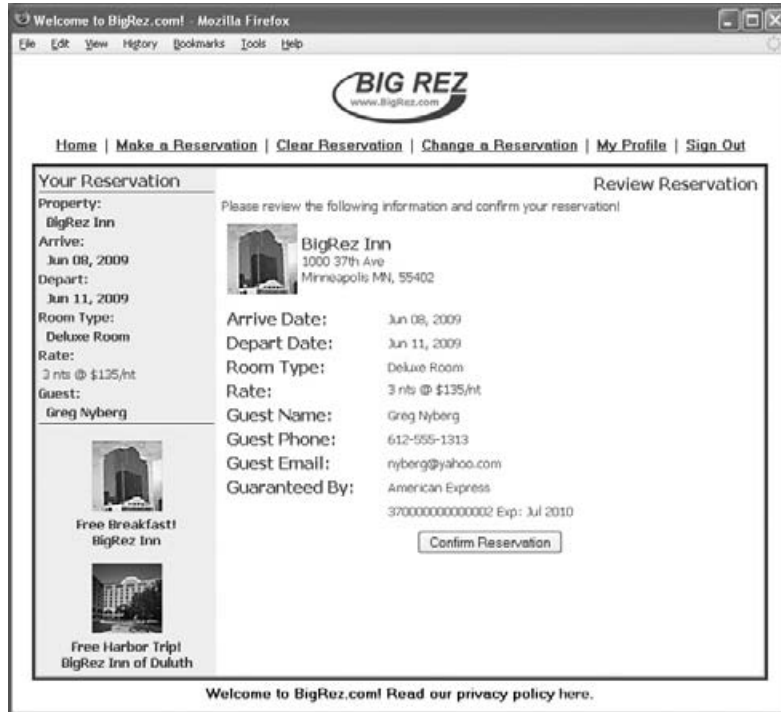 Welcome to BigRez.com! - Mozilla Firefox
File Edit View History Bookmarks Tools Help
BIG REZ
www.BigRez.com
Home | Make a Reservation | Clear Reservation | Change a Reservation | My Profile | Sign Out
Your Reservation
Property:
BigRez Inn
Arrive:
Jun 08, 2009
Depart:
Jun 11, 2009
Room Type:
Deluxe Room
Rate:
3 nts @ $135/nt
Guest:
Greg Nyberg
Free Breakfast!
BigRez Inn
Free Harbor Trip!
BigRez Inn of Duluth
Review Reservation
Please review the following information and confirm your reservation!
BigRez Inn
1000 37th Ave
Minneapolis MN, 55402
Arrive Date: Jun 08, 2009
Depart Date: Jun 11, 2009
Room Type: Deluxe Room
Rate: 3 nts @ $135/nt
Guest Name: Greg Nyberg
Guest Phone: 612-555-1313
Guest Email: nyberg@yahoo.com
Guaranteed By: American Express
370000000000002 Exp: Jul 2010
Confirm Reservation
Welcome to BigRez.com! Read our privacy policy here.